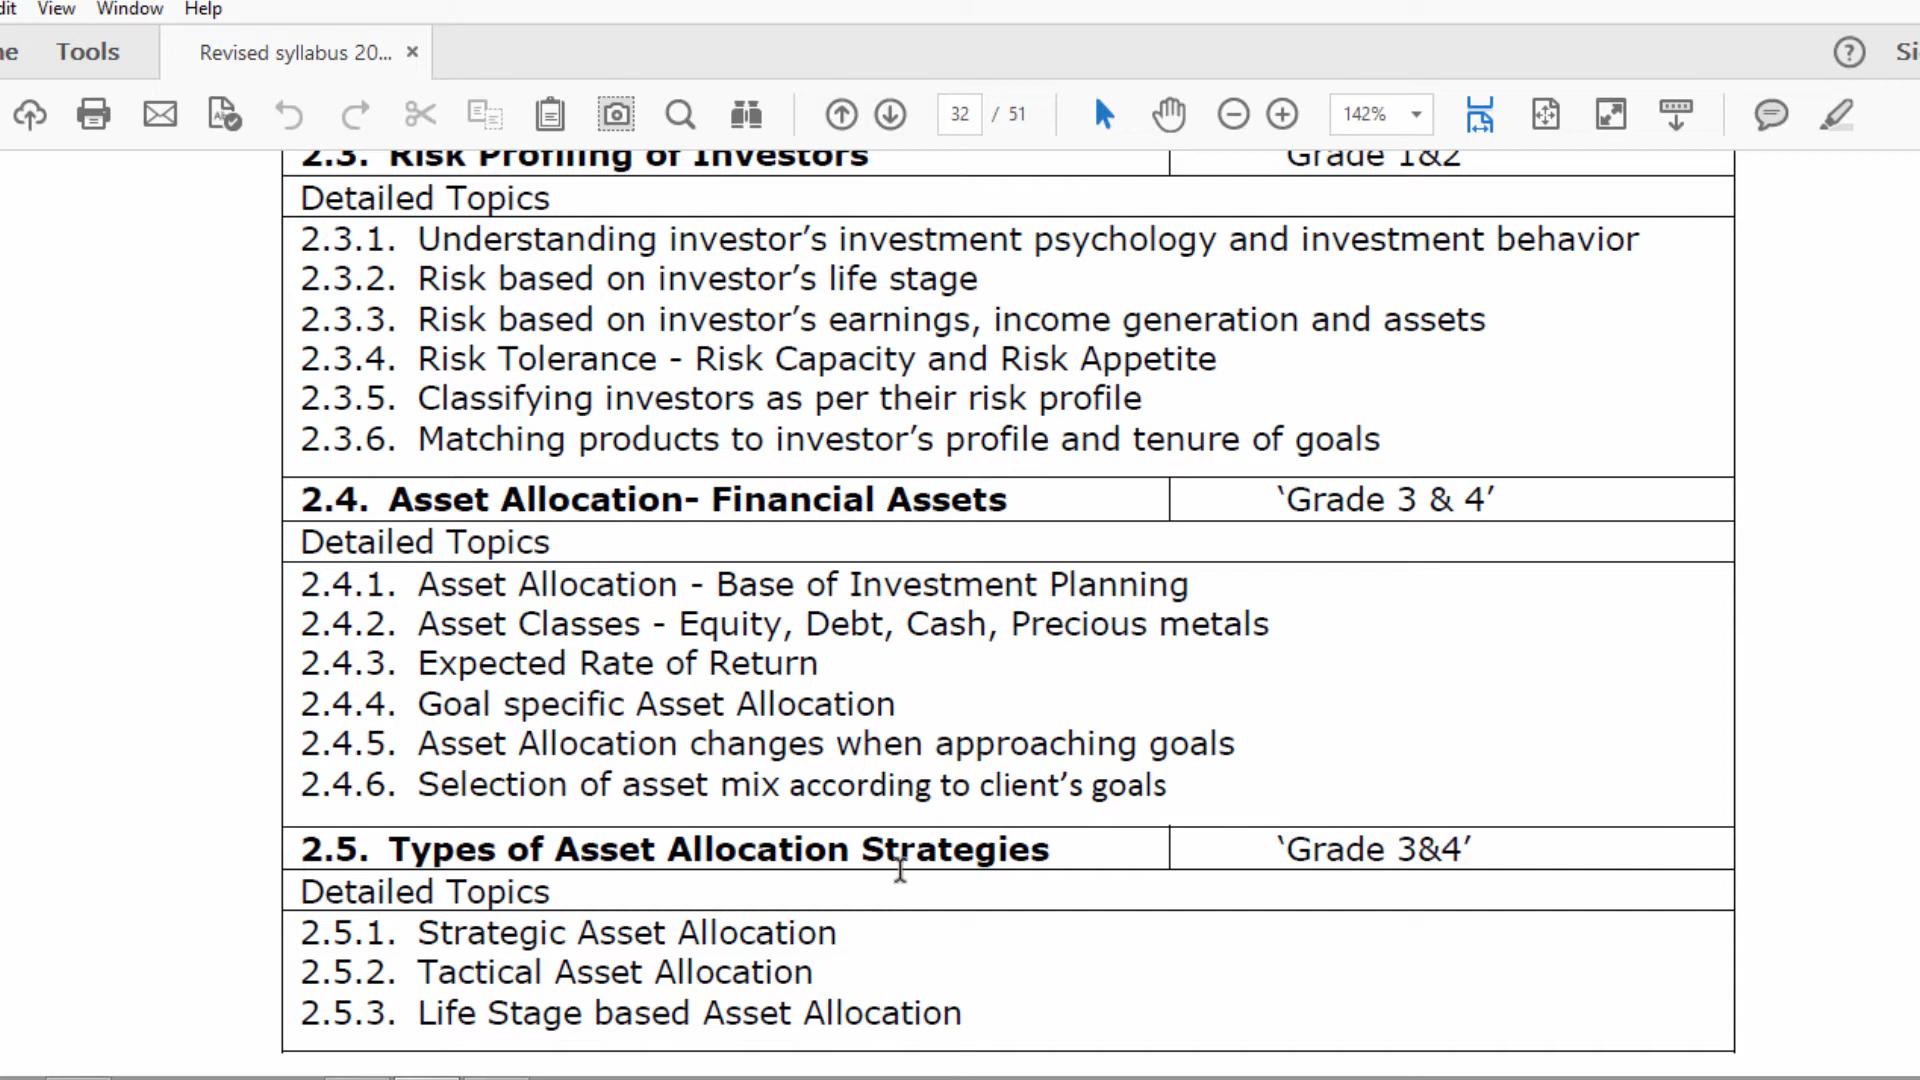 dit View Window Help
ne Tools Revised syllabus 20... × ? Si
32 / 51 142%
2.3. Risk Profiling of Investors Grade 1&2
Detailed Topics
2.3.1. Understanding investor’s investment psychology and investment behavior
2.3.2. Risk based on investor’s life stage
2.3.3. Risk based on investor’s earnings, income generation and assets
2.3.4. Risk Tolerance - Risk Capacity and Risk Appetite
2.3.5. Classifying investors as per their risk profile
2.3.6. Matching products to investor’s profile and tenure of goals
2.4. Asset Allocation- Financial Assets ‘Grade 3 & 4’
Detailed Topics
2.4.1. Asset Allocation - Base of Investment Planning
2.4.2. Asset Classes - Equity, Debt, Cash, Precious metals
2.4.3. Expected Rate of Return
2.4.4. Goal specific Asset Allocation
2.4.5. Asset Allocation changes when approaching goals
2.4.6. Selection of asset mix according to client’s goals
2.5. Types of Asset Allocation Strategies ‘Grade 3&4’
Detailed Topics
2.5.1. Strategic Asset Allocation
2.5.2. Tactical Asset Allocation
2.5.3. Life Stage based Asset Allocation